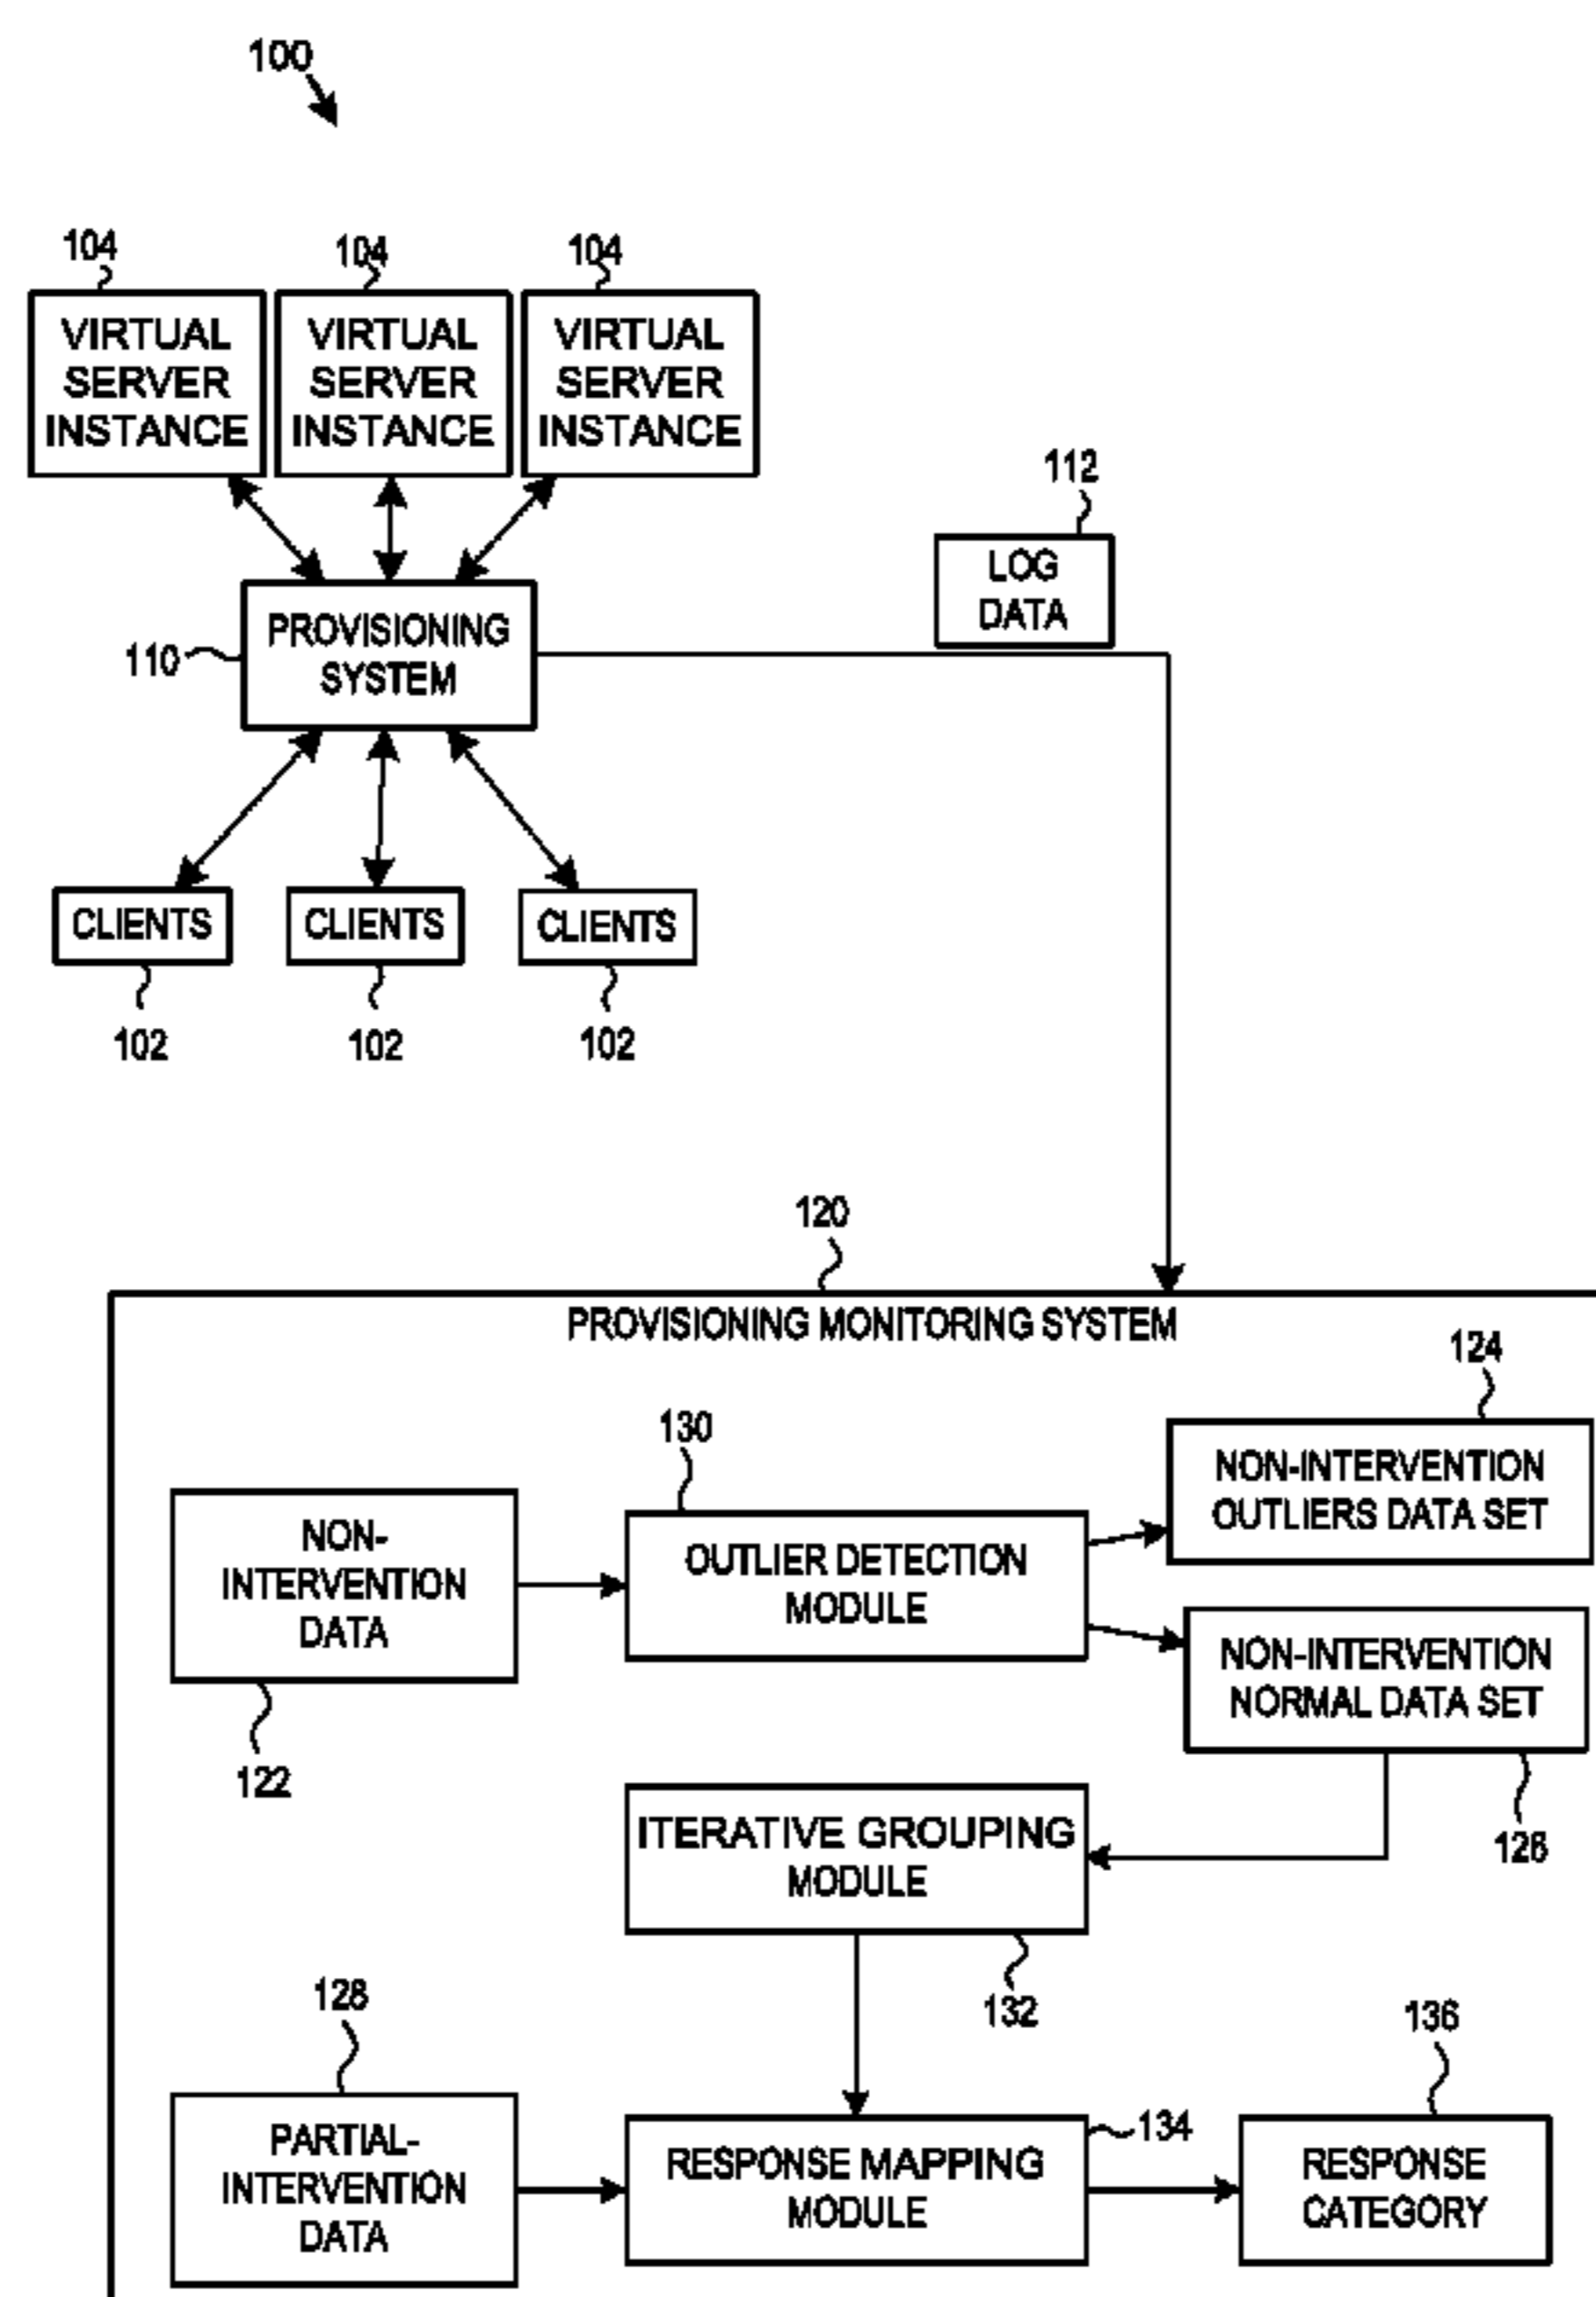 100
104
104
104
VIRTUAL
SERVER
INSTANCE
VIRTUAL
SERVER
INSTANCE
VIRTUAL
SERVER
INSTANCE
112
LOG
DATA
110
PROVISIONING
SYSTEM
CLIENTS
CLIENTS
CLIENTS
102
102
102
120
PROVISIONING MONITORING SYSTEM
124
130
NON-INTERVENTION
OUTLIERS DATA SET
NON-
INTERVENTION
DATA
OUTLIER DETECTION
MODULE
NON-INTERVENTION
NORMAL DATA SET
122
126
ITERATIVE GROUPING
MODULE
132
128
136
PARTIAL-
INTERVENTION
DATA
RESPONSE MAPPING
MODULE
134
RESPONSE
CATEGORY